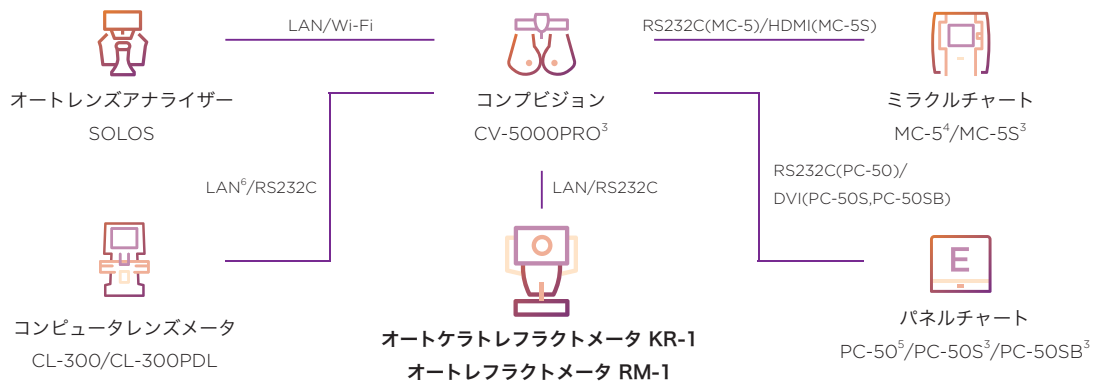 LAN/Wi-Fi
RS232C(MC-5)/HDMI(MC-5S)
オートレンズアナライザー
SOLOS
コンプビジョン
CV-5000PRO³
ミラクルチャート
MC-5⁴/MC-5S³
LAN⁶/RS232C
LAN/RS232C
RS232C(PC-50)/
DVI(PC-50S,PC-50SB)
E
コンピュータレンズメータ
CL-300/CL-300PDL
オートケラトレフラクトメータ KR-1
オートレフラクトメータ RM-1
パネルチャート
PC-50⁵/PC-50S³/PC-50SB³